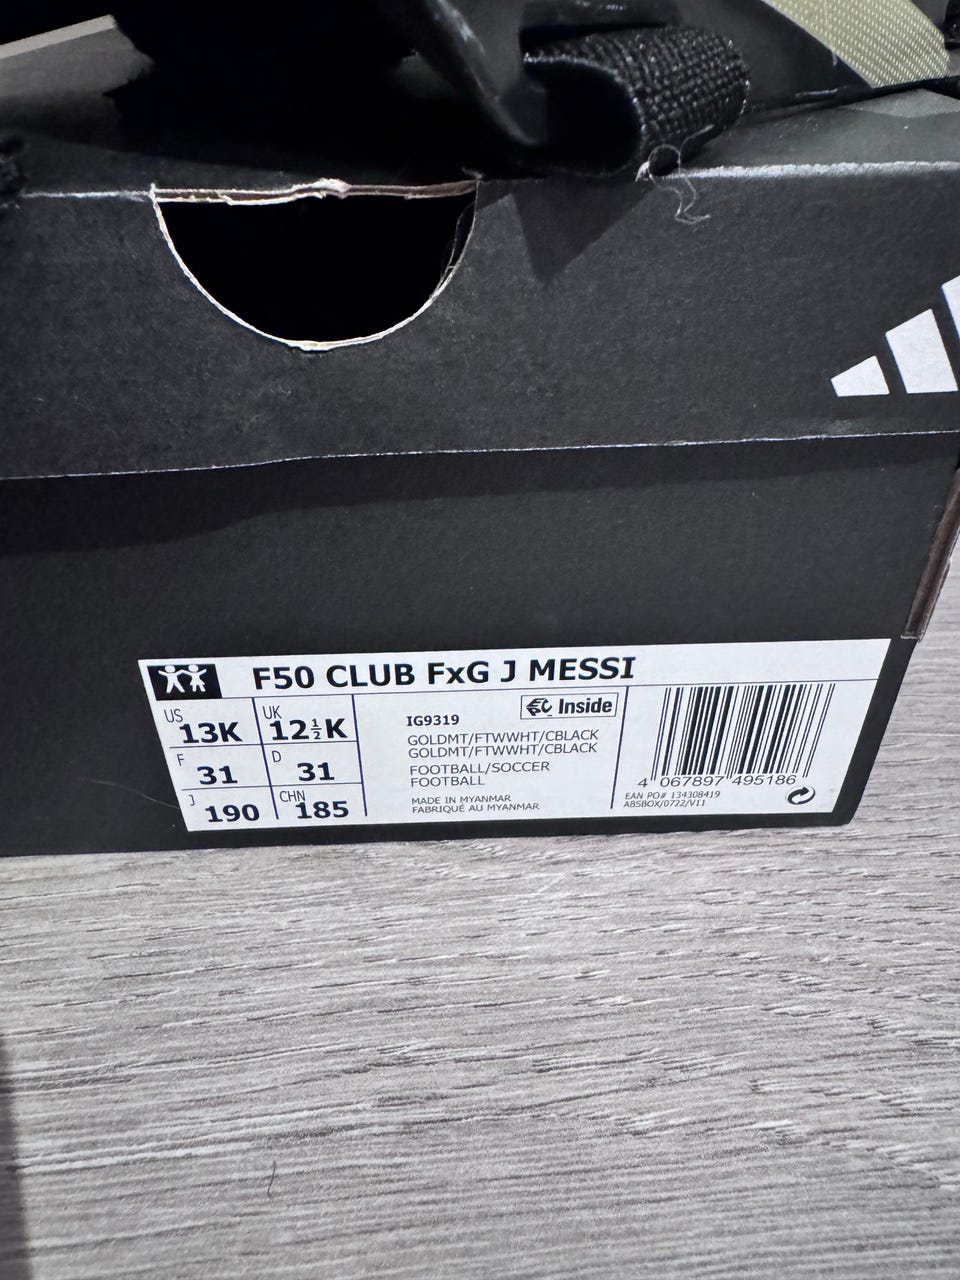 F50 CLUB FxG J MESSI
US 13K
UK 12½K
F 31
D 31
J 190
CHN 185
IG9319
Inside
GOLDMT/FTWWHT/CBLACK
GOLDMT/FTWWHT/CBLACK
FOOTBALL/SOCCER
FOOTBALL
MADE IN MYANMAR
FABRIQUÉ AU MYANMAR
4 067897 495186
EAN PO# 134308419
ABSBOX/0722/V11